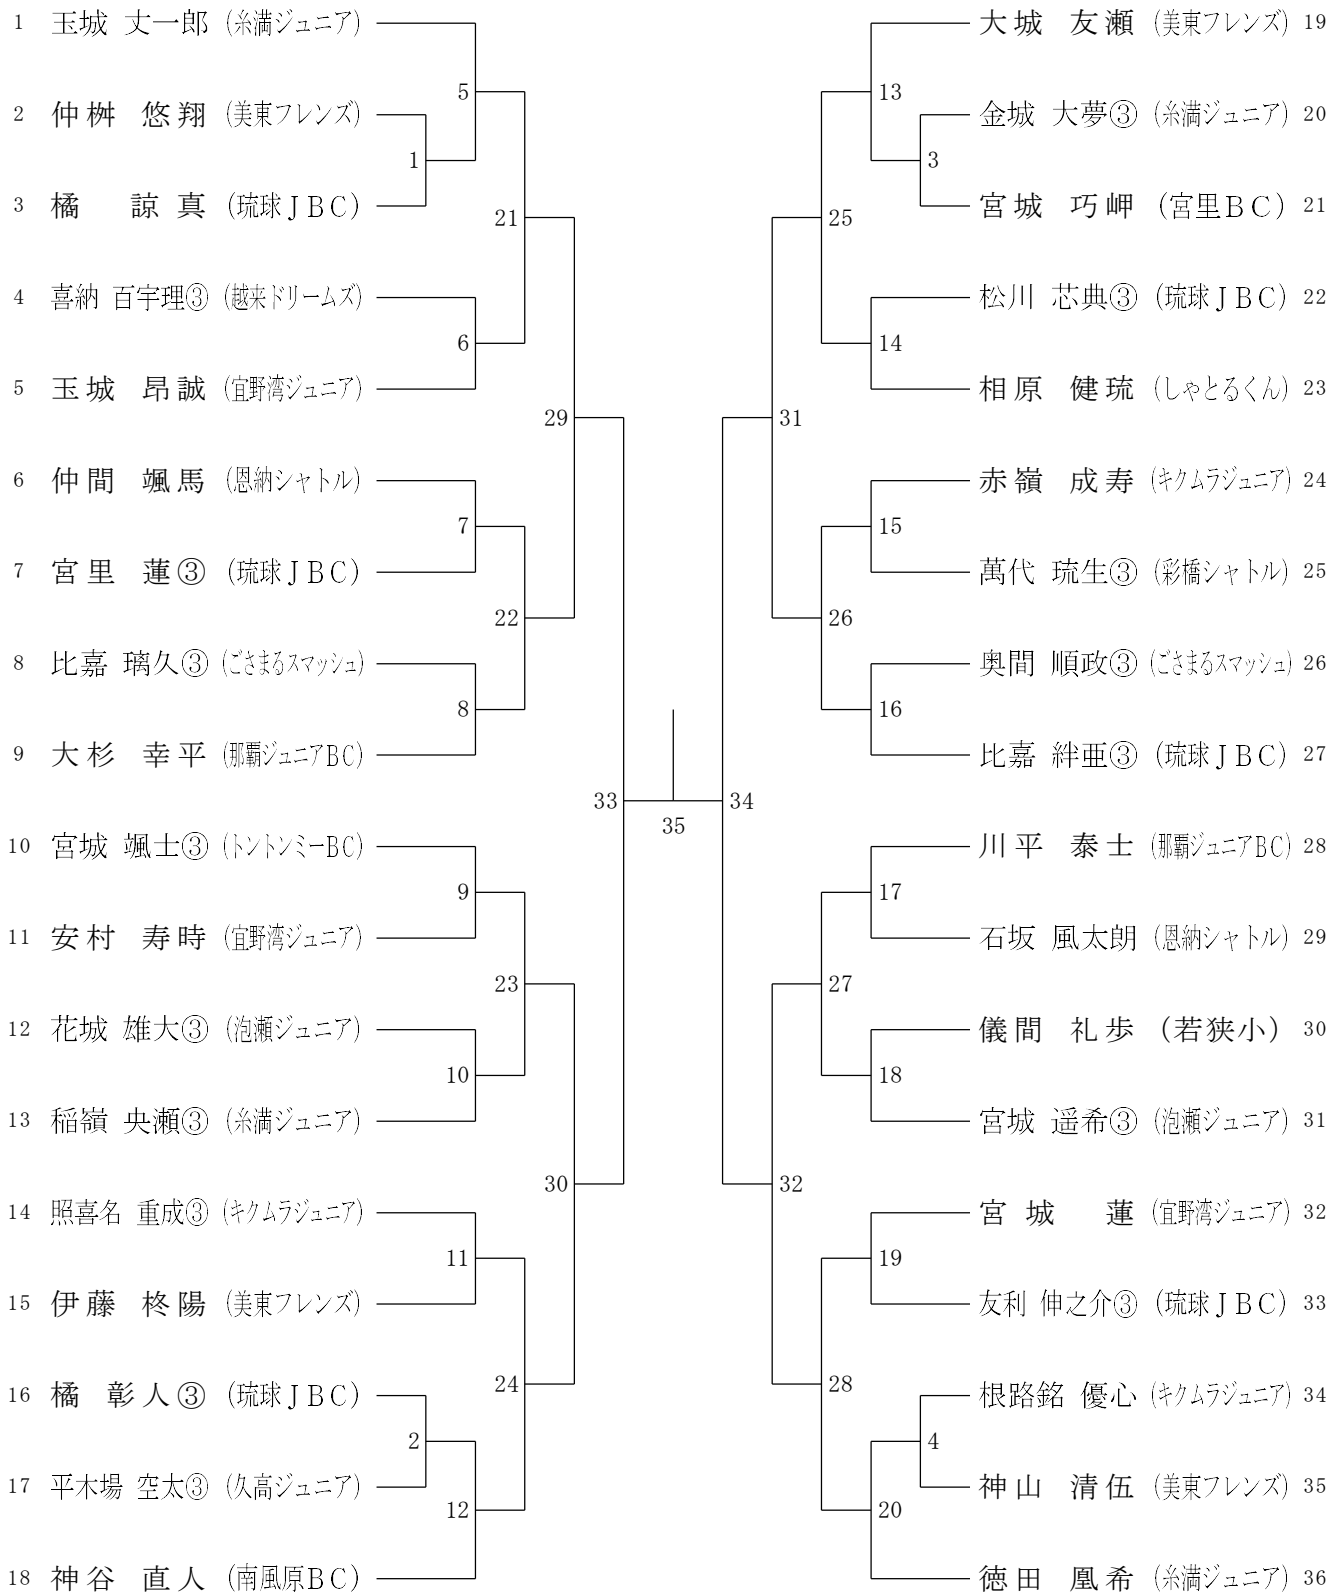 1 玉城 丈一郎 (糸満ジュニア)
2 仲桝 悠翔 (美東フレンズ)
3 橘 諒真 (琉球JBC)
4 喜納 百宇理③ (越来ドリームズ)
5 玉城 昂誠 (宜野湾ジュニア)
6 仲間 颯馬 (恩納シャトル)
7 宮里 蓮③ (琉球JBC)
8 比嘉 璃久③ (ごさまるスマッシュ)
9 大杉 幸平 (那覇ジュニアBC)
10 宮城 颯士③ (トントンミーBC)
11 安村 寿時 (宜野湾ジュニア)
12 花城 雄大③ (泡瀬ジュニア)
13 稲嶺 央瀬③ (糸満ジュニア)
14 照喜名 重成③ (キクムラジュニア)
15 伊藤 柊陽 (美東フレンズ)
16 橘 彰人③ (琉球JBC)
17 平木場 空太③ (久高ジュニア)
18 神谷 直人 (南風原BC)
1
2
5
6
7
8
9
10
11
12
21
22
23
24
29
30
33
35
34
31
32
25
26
27
28
13
14
15
16
17
18
19
20
3
4
大城 友瀬 (美東フレンズ) 19
金城 大夢③ (糸満ジュニア) 20
宮城 巧岬 (宮里BC) 21
松川 芯典③ (琉球JBC) 22
相原 健琉 (しゃとるくん) 23
赤嶺 成寿 (キクムラジュニア) 24
萬代 琉生③ (彩橋シャトル) 25
奥間 順政③ (ごさまるスマッシュ) 26
比嘉 絆亜③ (琉球JBC) 27
川平 泰士 (那覇ジュニアBC) 28
石坂 風太朗 (恩納シャトル) 29
儀間 礼歩 (若狭小) 30
宮城 遥希③ (泡瀬ジュニア) 31
宮城 蓮 (宜野湾ジュニア) 32
友利 伸之介③ (琉球JBC) 33
根路銘 優心 (キクムラジュニア) 34
神山 清伍 (美東フレンズ) 35
徳田 凰希 (糸満ジュニア) 36